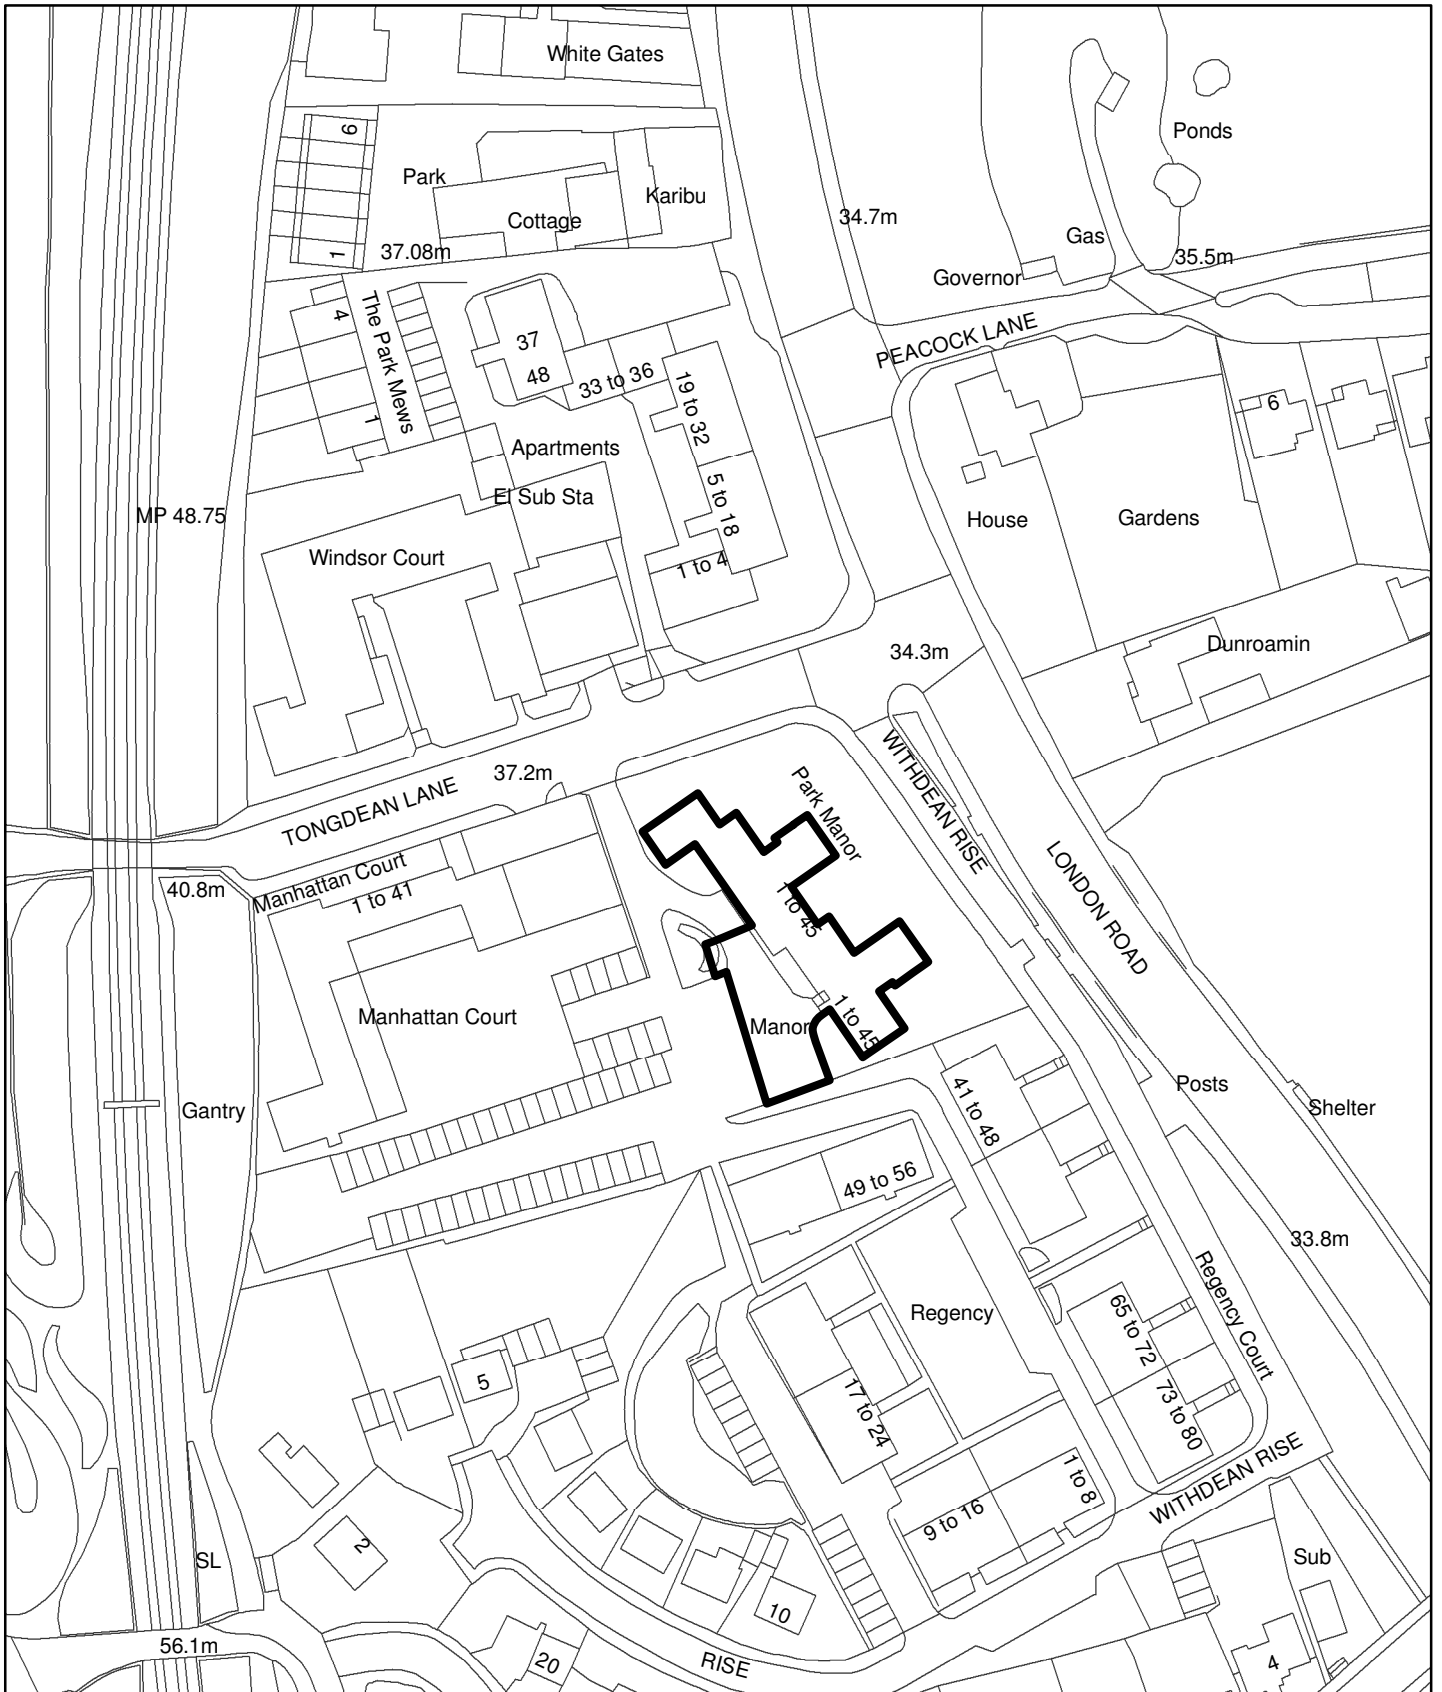 White Gates
6
Park
Ponds
Karibu
Cottage
34.7m
Gas
1
37.08m
35.5m
Governor
4
The Park Mews
37
48
33 to 36
PEACOCK LANE
19 to 32
6
1
Apartments
El Sub Sta
5 to 18
MP 48.75
House
Gardens
Windsor Court
1 to 4
34.3m
Dunroamin
WITHDEAN RISE
37.2m
TONGDEAN LANE
Park Manor
LONDON ROAD
Manhattan Court
1 to 41
40.8m
1 to 45
Manhattan Court
Manor
1 to 45
Gantry
41 to 48
Posts
Shelter
49 to 56
33.8m
Regency Court
Regency
65 to 72
5
17 to 24
73 to 80
WITHDEAN RISE
1 to 8
9 to 16
2
SL
Sub
10
56.1m
20
RISE
4